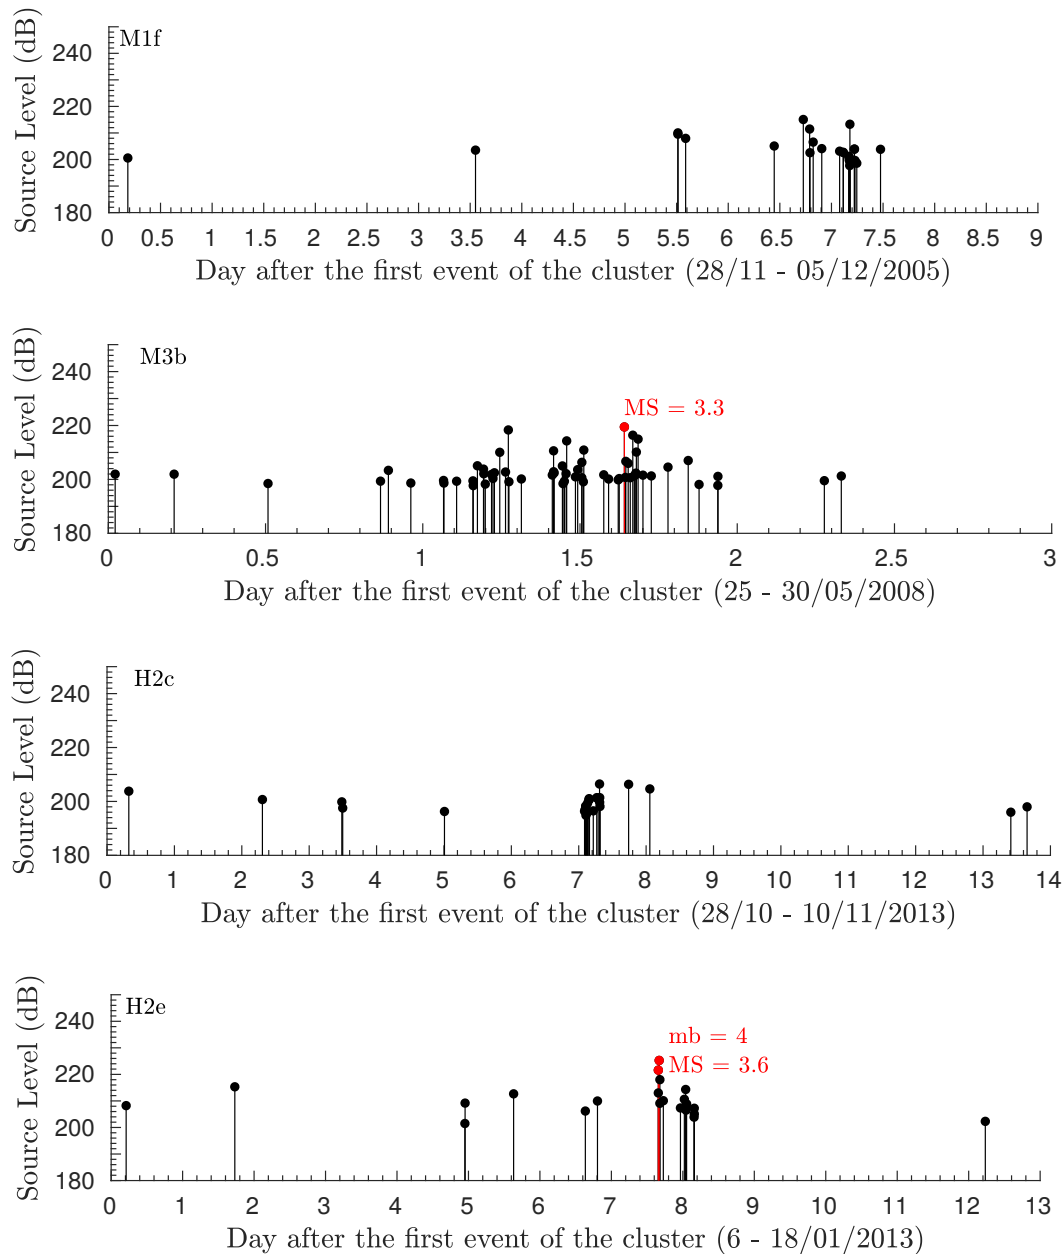 M1f
Source Level (dB)
240
220
200
180
0 0.5 1 1.5 2 2.5 3 3.5 4 4.5 5 5.5 6 6.5 7 7.5 8 8.5 9
Day after the first event of the cluster (28/11 - 05/12/2005)
M3b
Source Level (dB)
240
220
200
180
MS = 3.3
0 0.5 1 1.5 2 2.5 3
Day after the first event of the cluster (25 - 30/05/2008)
H2c
Source Level (dB)
240
220
200
180
0 1 2 3 4 5 6 7 8 9 10 11 12 13 14
Day after the first event of the cluster (28/10 - 10/11/2013)
H2e
Source Level (dB)
240
220
200
180
mb = 4
MS = 3.6
0 1 2 3 4 5 6 7 8 9 10 11 12 13
Day after the first event of the cluster (6 - 18/01/2013)